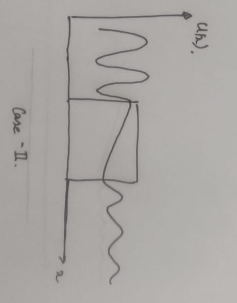 U(x).
x
Case - II.